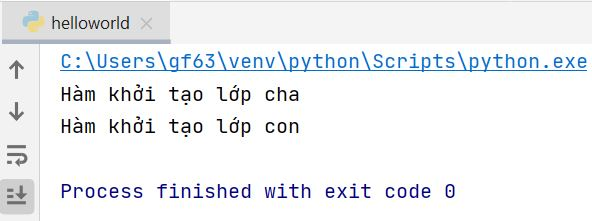 helloworld
C:\Users\gf63\venv\python\Scripts\python.exe
Hàm khởi tạo lớp cha
Hàm khởi tạo lớp con
Process finished with exit code 0